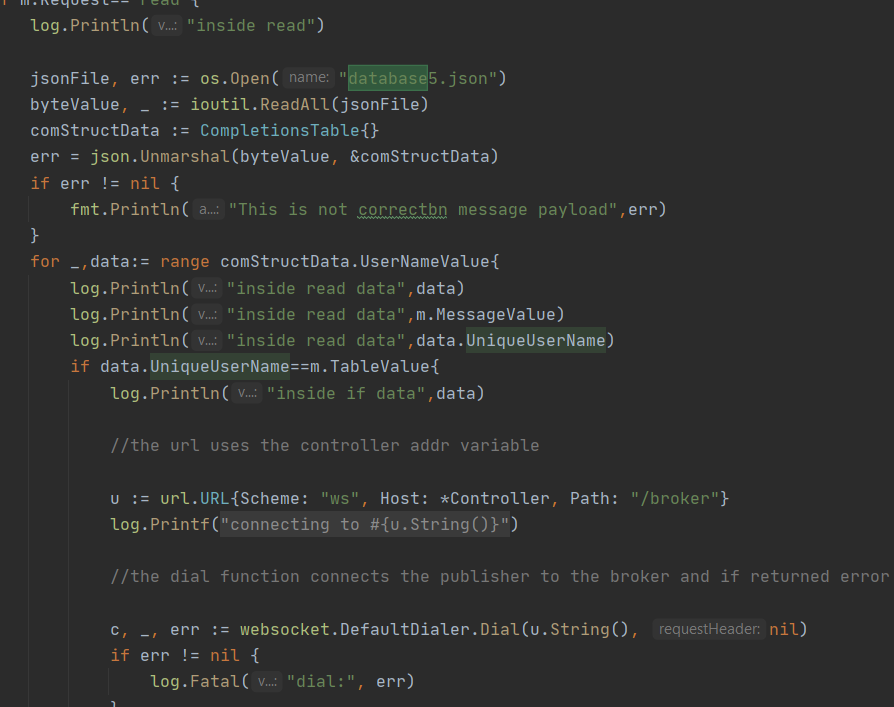 m.Request== "read" {
log.Println( v...: "inside read")
jsonFile, err := os.Open( name: "database5.json")
byteValue, _ := ioutil.ReadAll(jsonFile)
comStructData := CompletionsTable{}
err = json.Unmarshal(byteValue, &comStructData)
if err != nil {
fmt.Println( a...: "This is not correctbn message payload",err)
}
for _,data:= range comStructData.UserNameValue{
log.Println( v...: "inside read data",data)
log.Println( v...: "inside read data",m.MessageValue)
log.Println( v...: "inside read data",data.UniqueUserName)
if data.UniqueUserName==m.TableValue{
log.Println( v...: "inside if data",data)
//the url uses the controller addr variable
u := url.URL{Scheme: "ws", Host: *Controller, Path: "/broker"}
log.Printf("connecting to #{u.String()}")
//the dial function connects the publisher to the broker and if returned error
c, _, err := websocket.DefaultDialer.Dial(u.String(), requestHeader: nil)
if err != nil {
log.Fatal( v...: "dial:", err)
}